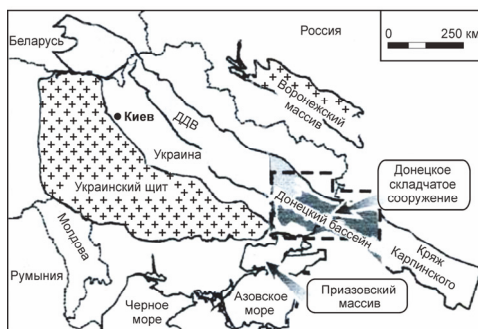 Беларусь
Россия
0 250 км
Воронежский
массив
Киев
ДДВ
Украина
Украинский щит
Донецкое
складчатое
сооружение
Донецкий бассейн
Молдова
Румыния
Черное
море
Азовское
море
Приазовский
массив
Кряж
Карпинского